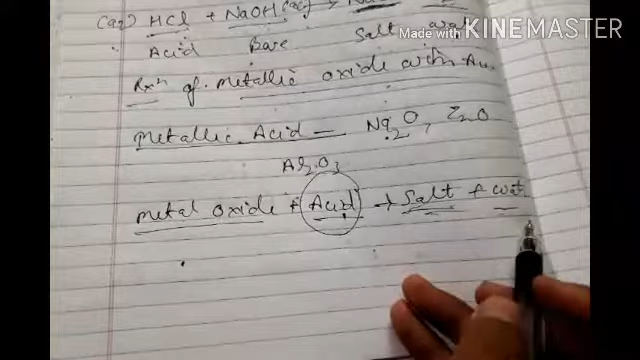 (aq) HCl + NaOH (aq) →
Acid Base Salt
Made with KINEMASTER
Rxⁿ of metallic oxide with
Metallic Acid — Na₂O, ZnO
Al₂O₃
metal oxide + Acid → Salt + wat